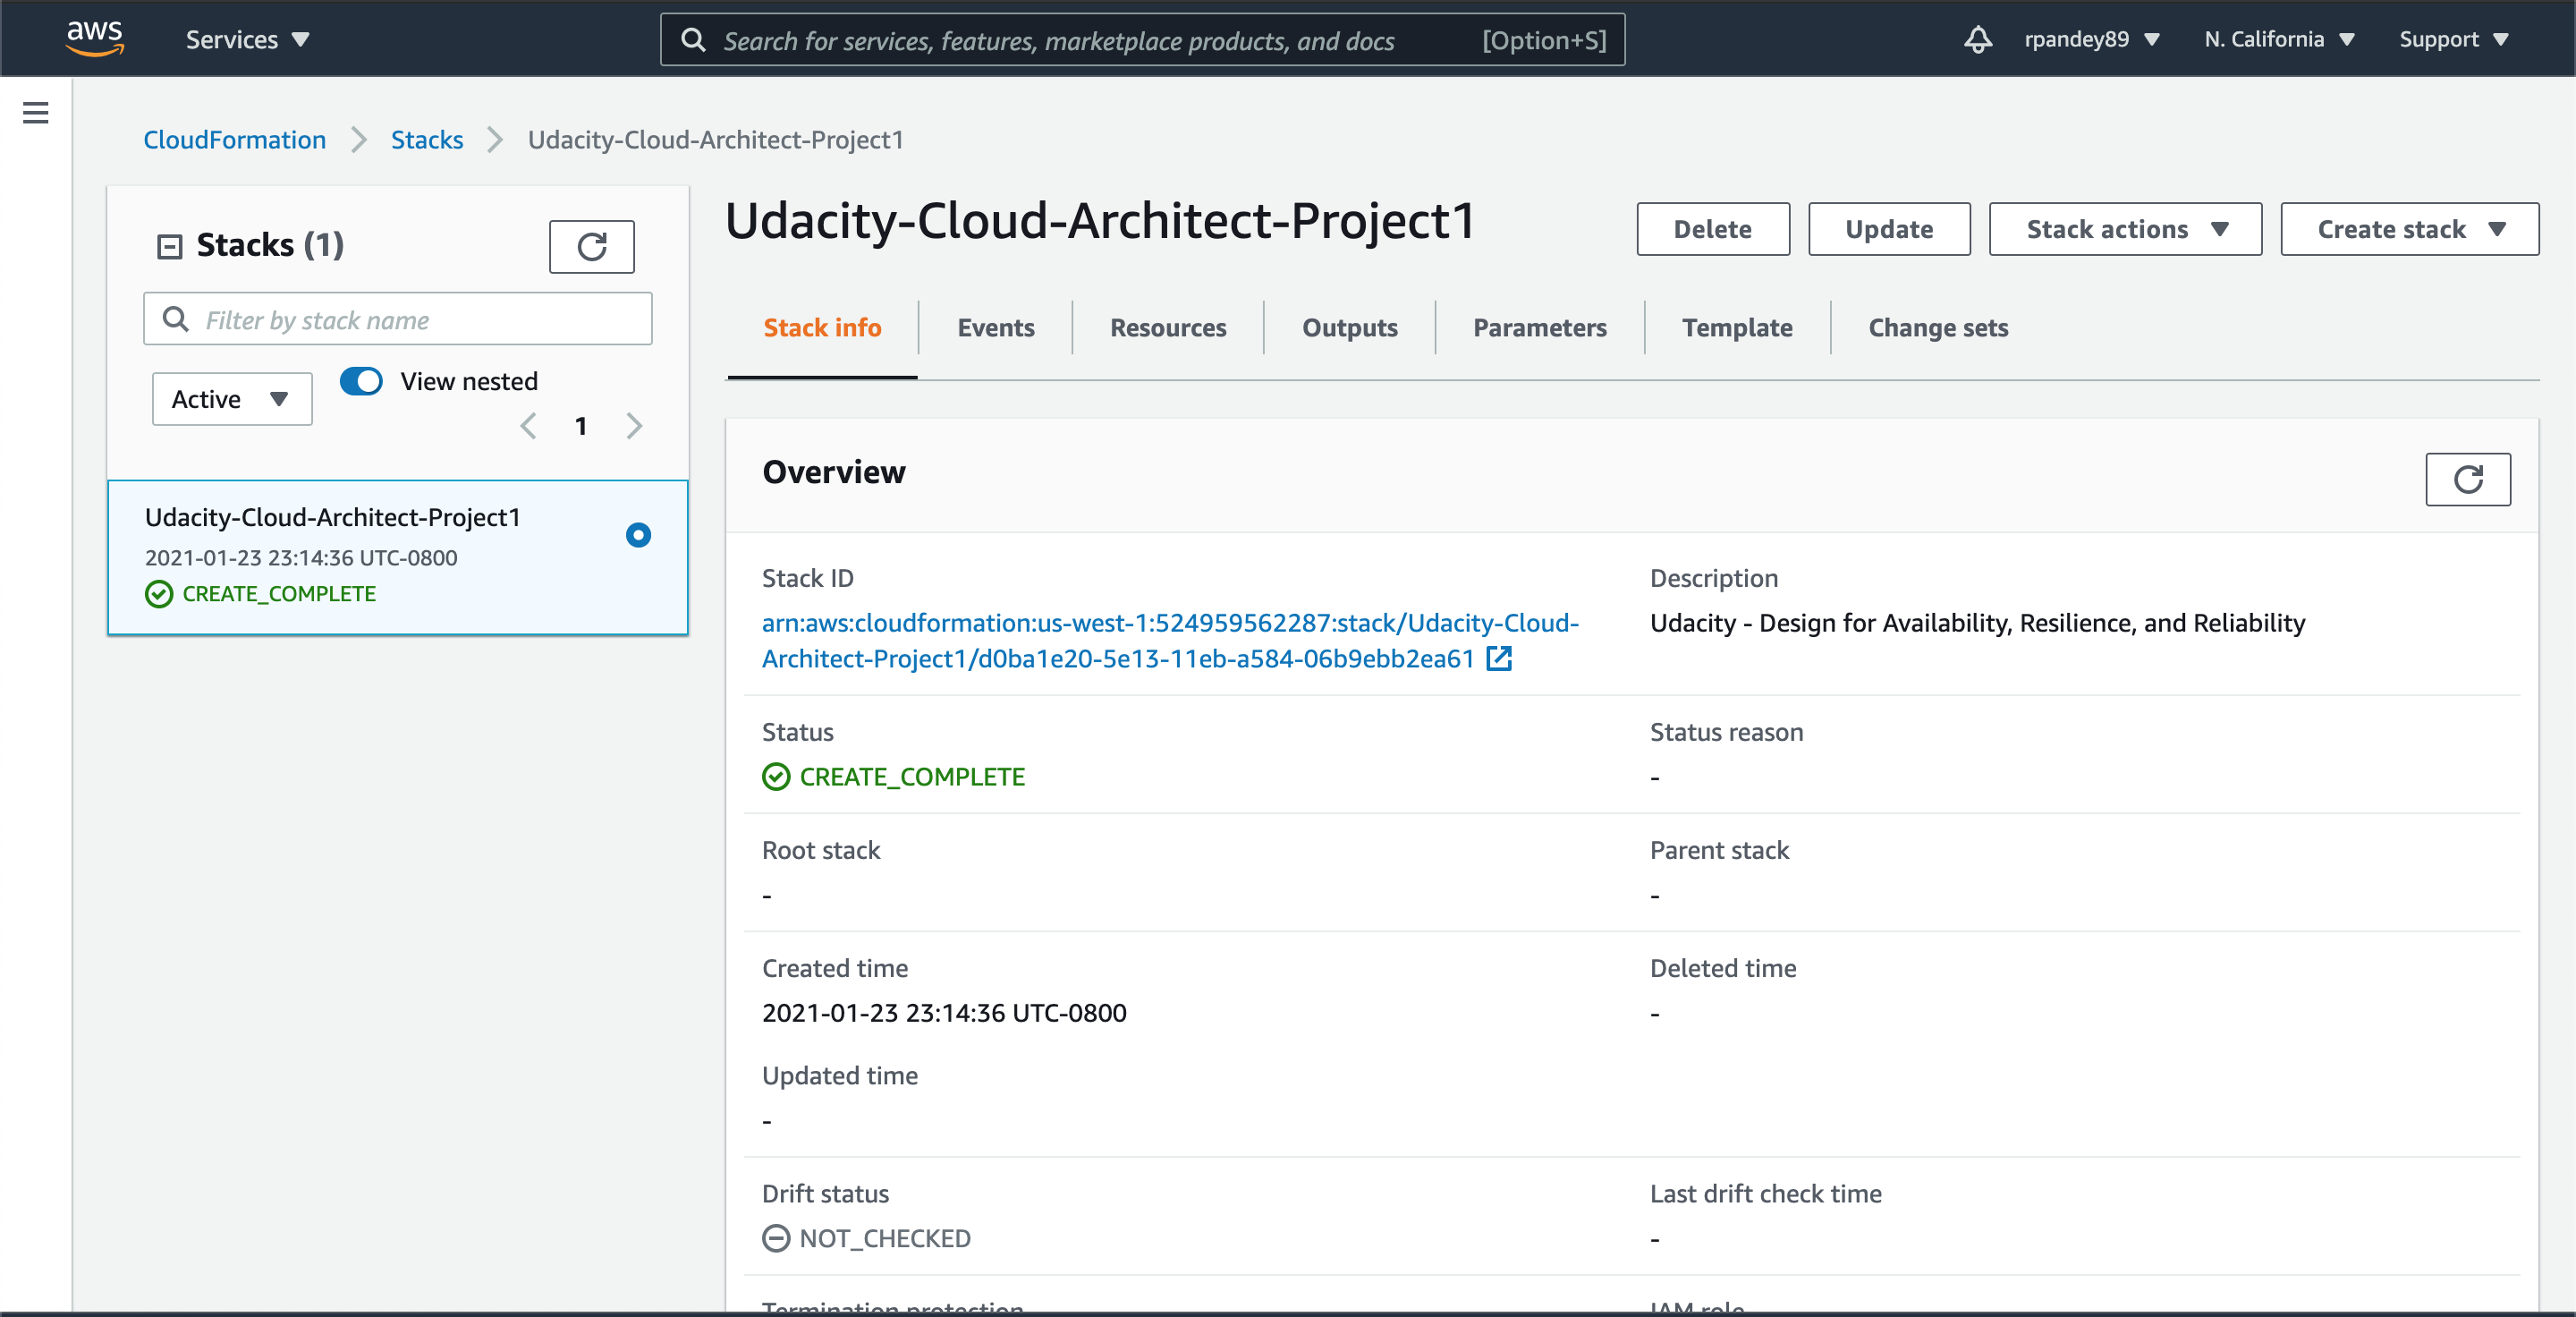 aws
Services
Search for services, features, marketplace products, and docs [Option+S]
rpandey89
N. California
Support
CloudFormation
Stacks
Udacity-Cloud-Architect-Project1
Stacks (1)
Filter by stack name
Active
View nested
1
Udacity-Cloud-Architect-Project1
2021-01-23 23:14:36 UTC-0800
CREATE_COMPLETE
Udacity-Cloud-Architect-Project1
Delete
Update
Stack actions
Create stack
Stack info
Events
Resources
Outputs
Parameters
Template
Change sets
Overview
Stack ID
arn:aws:cloudformation:us-west-1:524959562287:stack/Udacity-Cloud-
Architect-Project1/d0ba1e20-5e13-11eb-a584-06b9ebb2ea61
Description
Udacity - Design for Availability, Resilience, and Reliability
Status
CREATE_COMPLETE
Status reason
-
Root stack
-
Parent stack
-
Created time
2021-01-23 23:14:36 UTC-0800
Deleted time
-
Updated time
-
Drift status
NOT_CHECKED
Last drift check time
-
Termination protection
IAM role